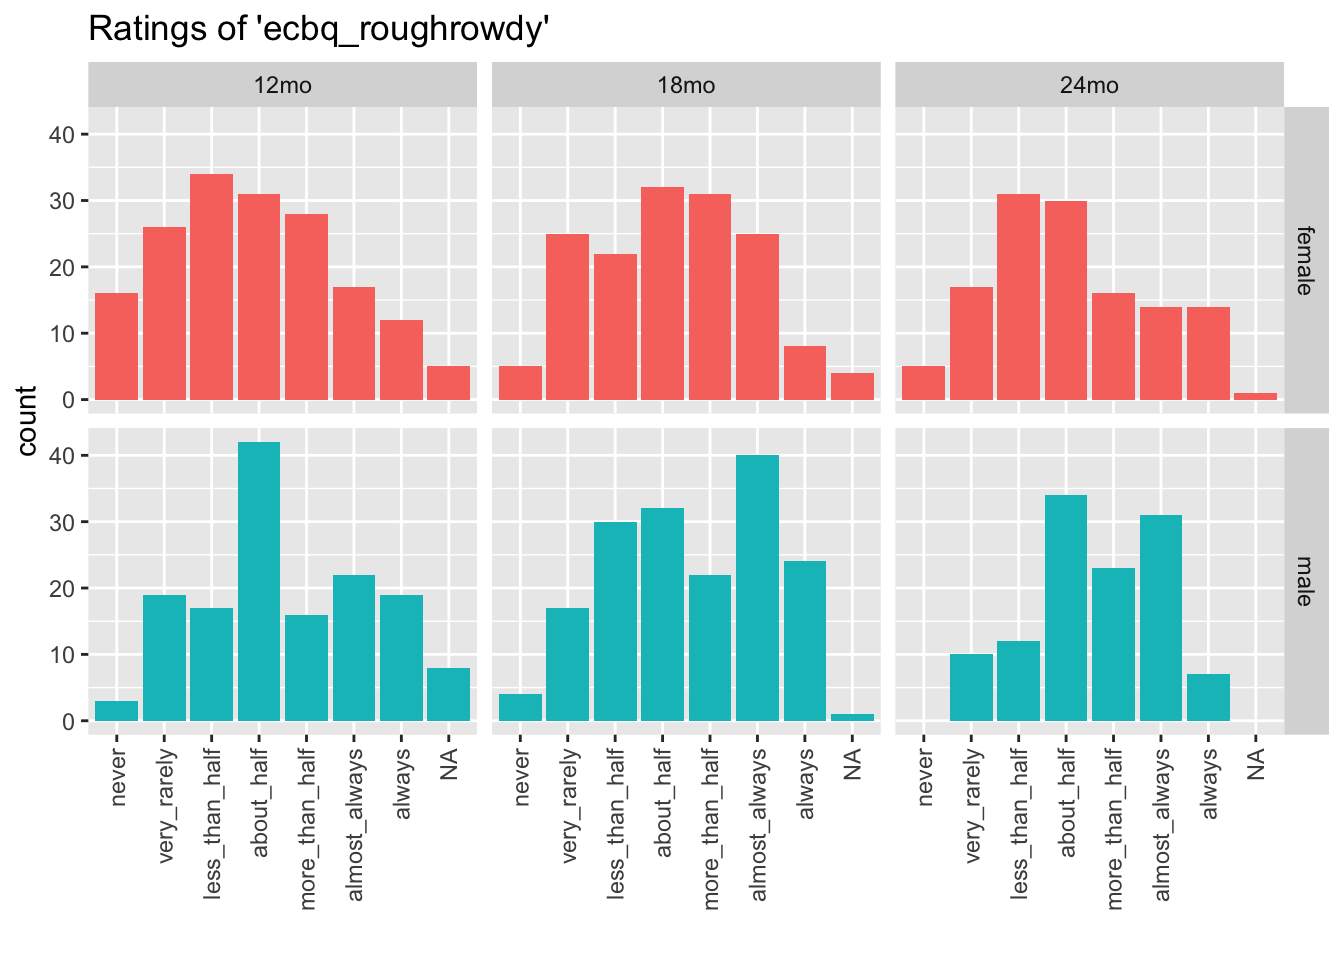 Ratings of 'ecbq_roughrowdy'
12mo
18mo
24mo
count
40
30
20
10
0
female
40
30
20
10
0
male
never
very_rarely
less_than_half
about_half
more_than_half
almost_always
always
NA
never
very_rarely
less_than_half
about_half
more_than_half
almost_always
always
NA
never
very_rarely
less_than_half
about_half
more_than_half
almost_always
always
NA